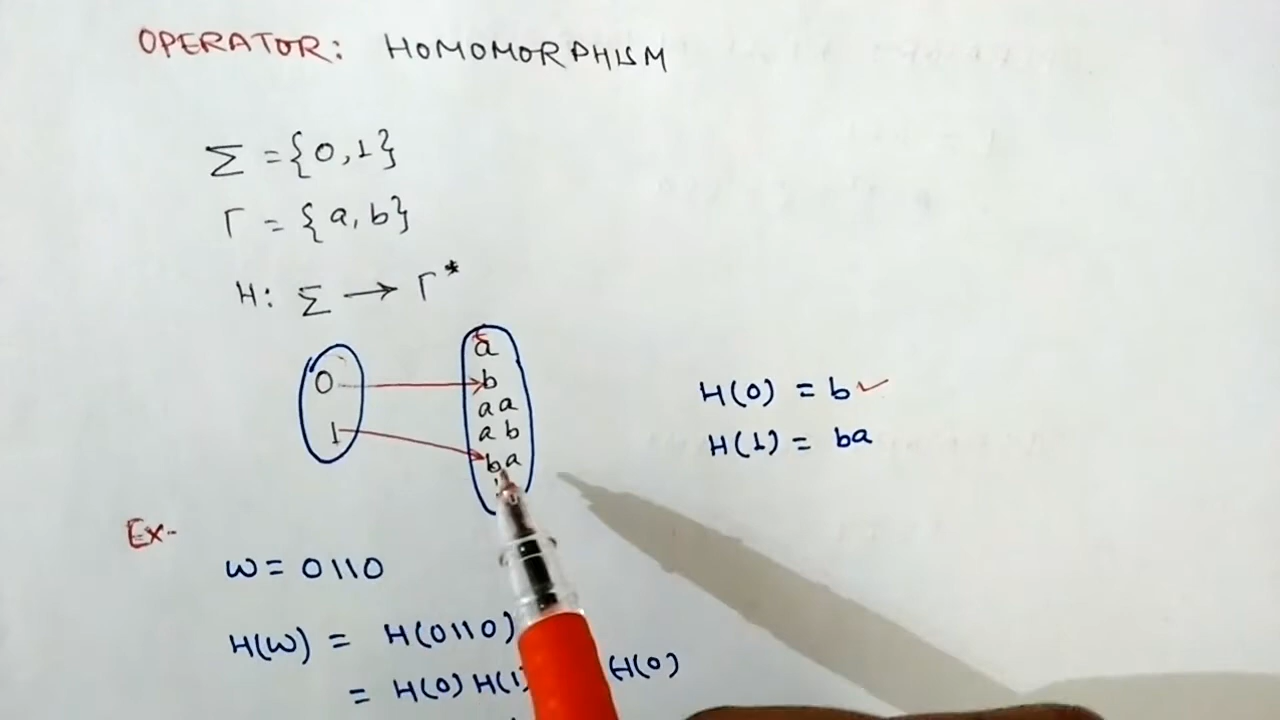 OPERATOR: HOMOMORPHISM
Σ = {0,1}
Γ = {a,b}
H: Σ → Γ*
a
0 b
aa
1 ab
ba
H(0) = b ✓
H(1) = ba
Ex-
W = 0110
H(W) = H(0110)
= H(0) H(1 H(0)